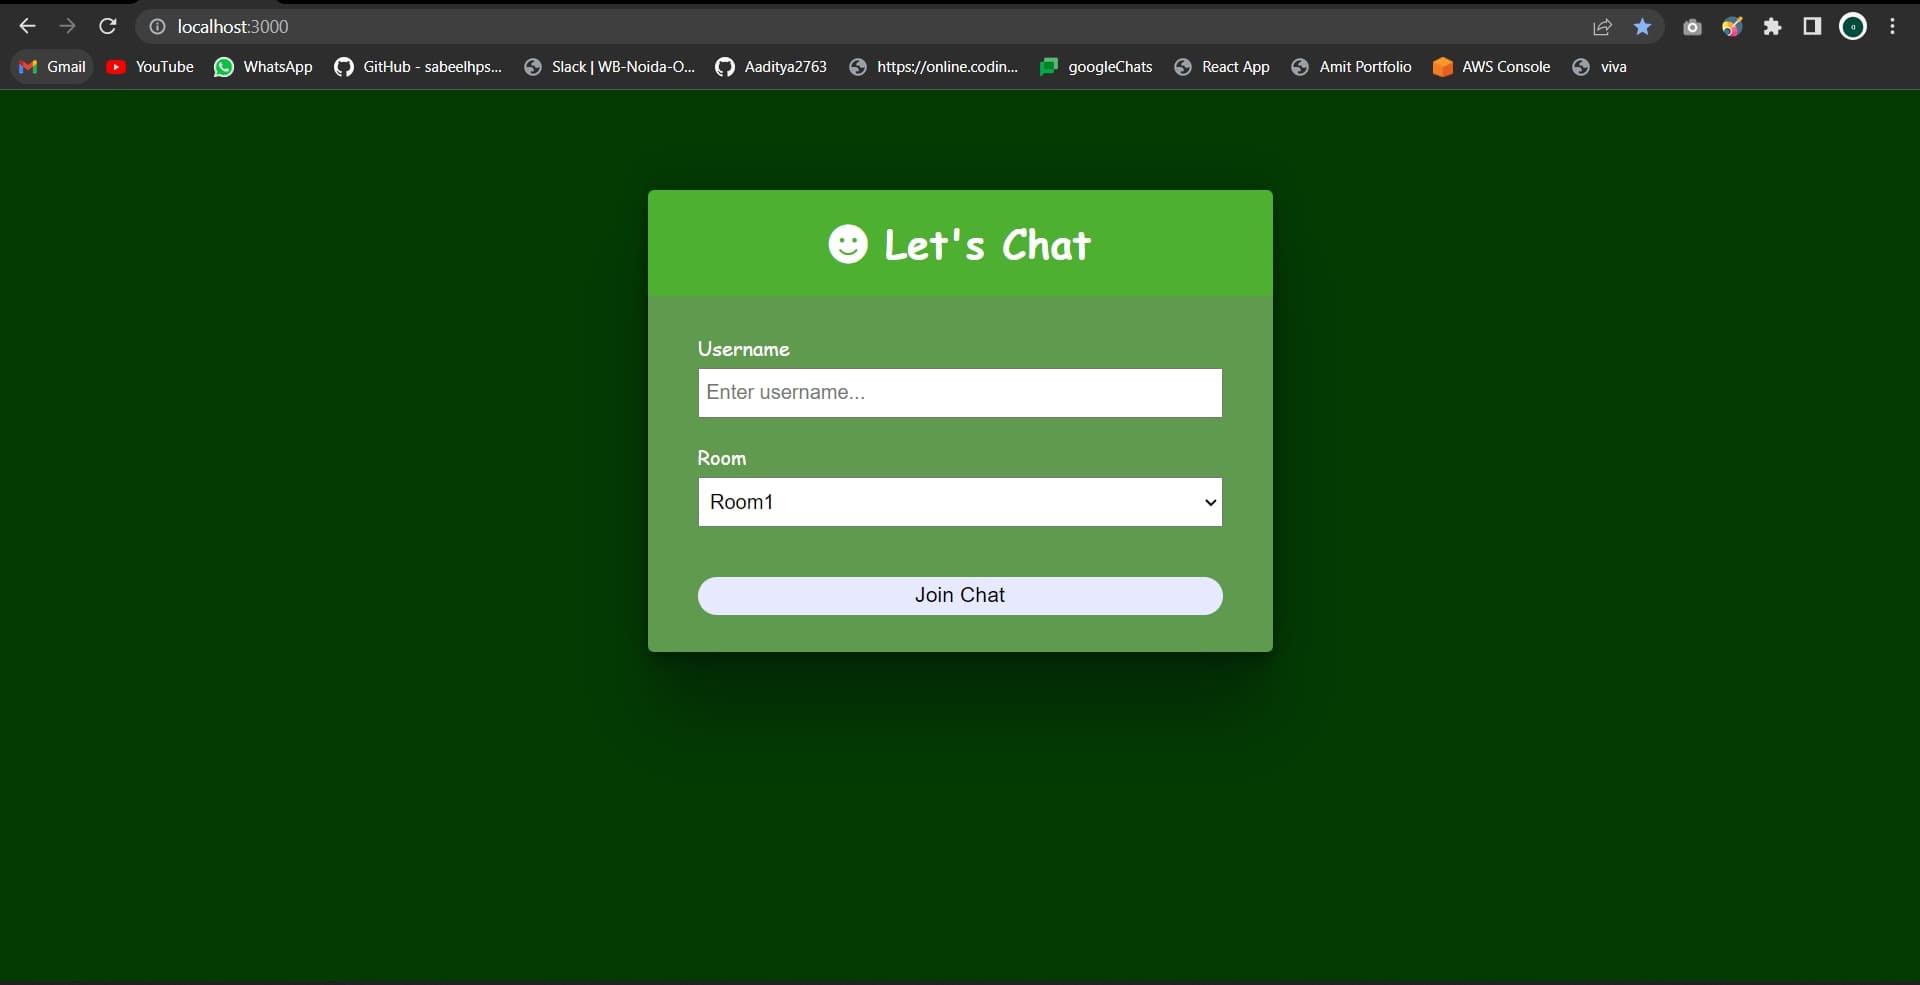 localhost:3000
Gmail YouTube WhatsApp GitHub - sabeelhps... Slack | WB-Noida-O... Aaditya2763 https://online.codin... googleChats React App Amit Portfolio AWS Console viva
Let's Chat
Username
Enter username...
Room
Room1
Join Chat